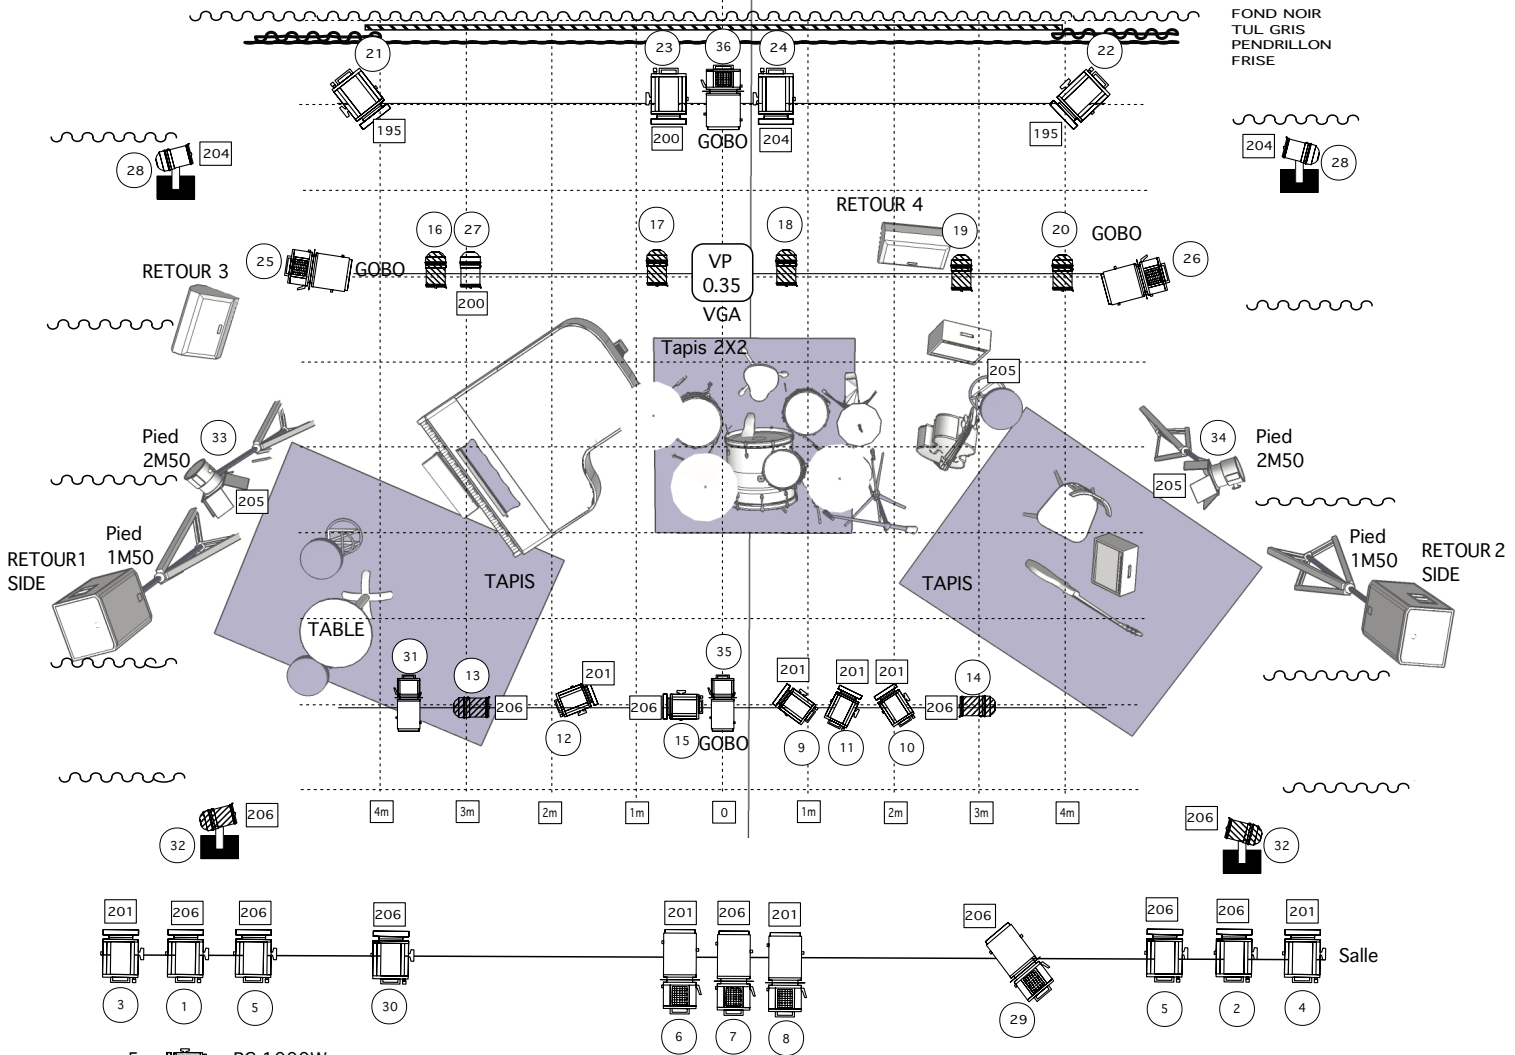 FOND NOIR
TUL GRIS
PENDRILLON
FRISE
21
23
36
24
22
195
200
GOBO
204
195
28
204
204
28
RETOUR 4
16
27
17
18
19
20
GOBO
25
GOBO
26
RETOUR 3
VP
0.35
200
VGA
Tapis 2X2
205
Pied
2M50
33
34
Pied
2M50
205
205
Pied
1M50
Pied
1M50
RETOUR1
SIDE
RETOUR 2
SIDE
TAPIS
TAPIS
TABLE
31
35
13
201
201
201
201
14
206
206
206
12
15
GOBO
9
11
10
4m
3m
2m
1m
0
1m
2m
3m
4m
206
206
32
32
201
206
206
206
201
206
201
206
206
206
201
Salle
3
1
5
30
6
7
8
29
5
2
4